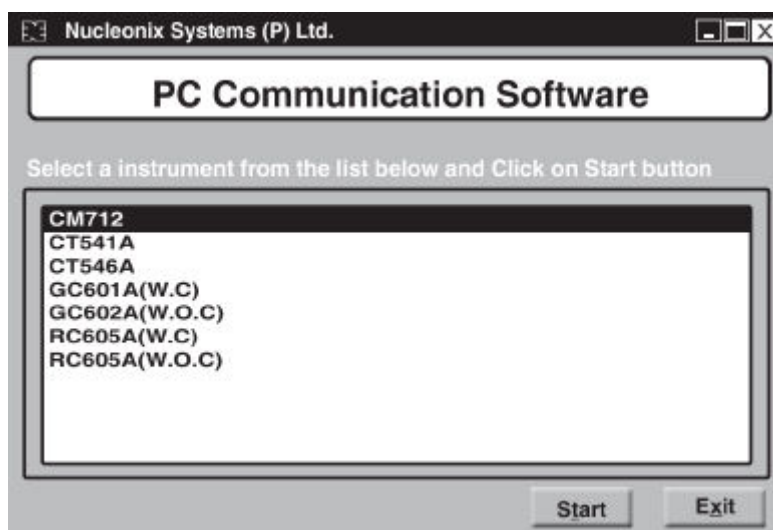 Nucleonix Systems (P) Ltd.
PC Communication Software
Select a instrument from the list below and Click on Start button
CM712
CT541A
CT546A
GC601A(W.C)
GC602A(W.O.C)
RC605A(W.C)
RC605A(W.O.C)
Start Exit